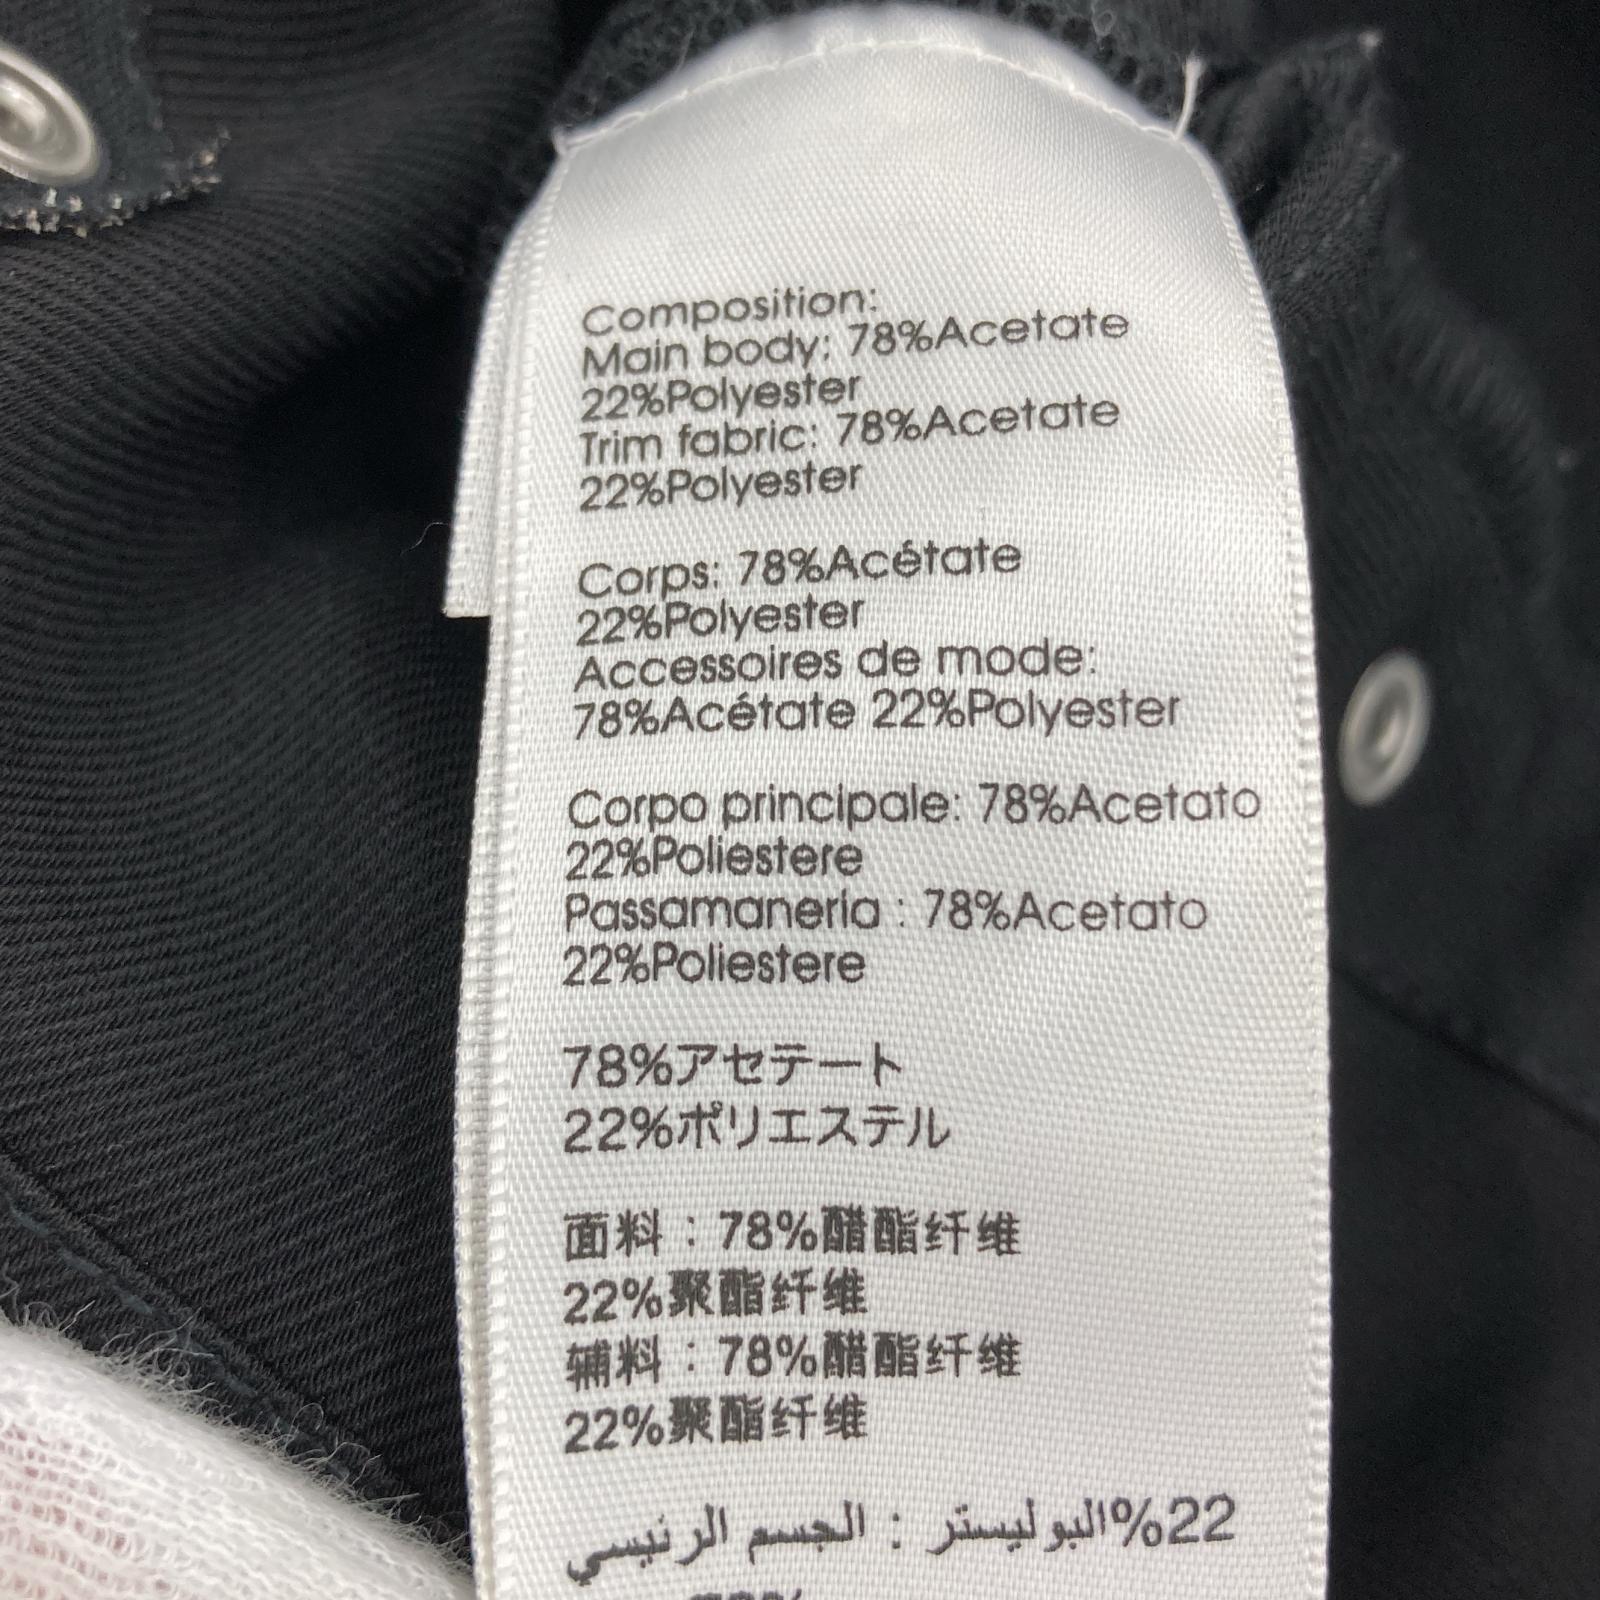 Composition:
Main body: 78%Acetate
22%Polyester
Trim fabric: 78%Acetate
22%Polyester
Corps: 78%Acétate
22%Polyester
Accessoires de mode:
78%Acétate 22%Polyester
Corpo principale: 78%Acetato
22%Poliestere
Passamaneria : 78%Acetato
22%Poliestere
78%アセテート
22%ポリエステル
面料：78%醋酯纤维
22%聚酯纤维
辅料：78%醋酯纤维
22%聚酯纤维
22%البوليستر : الجسم الرئيسي